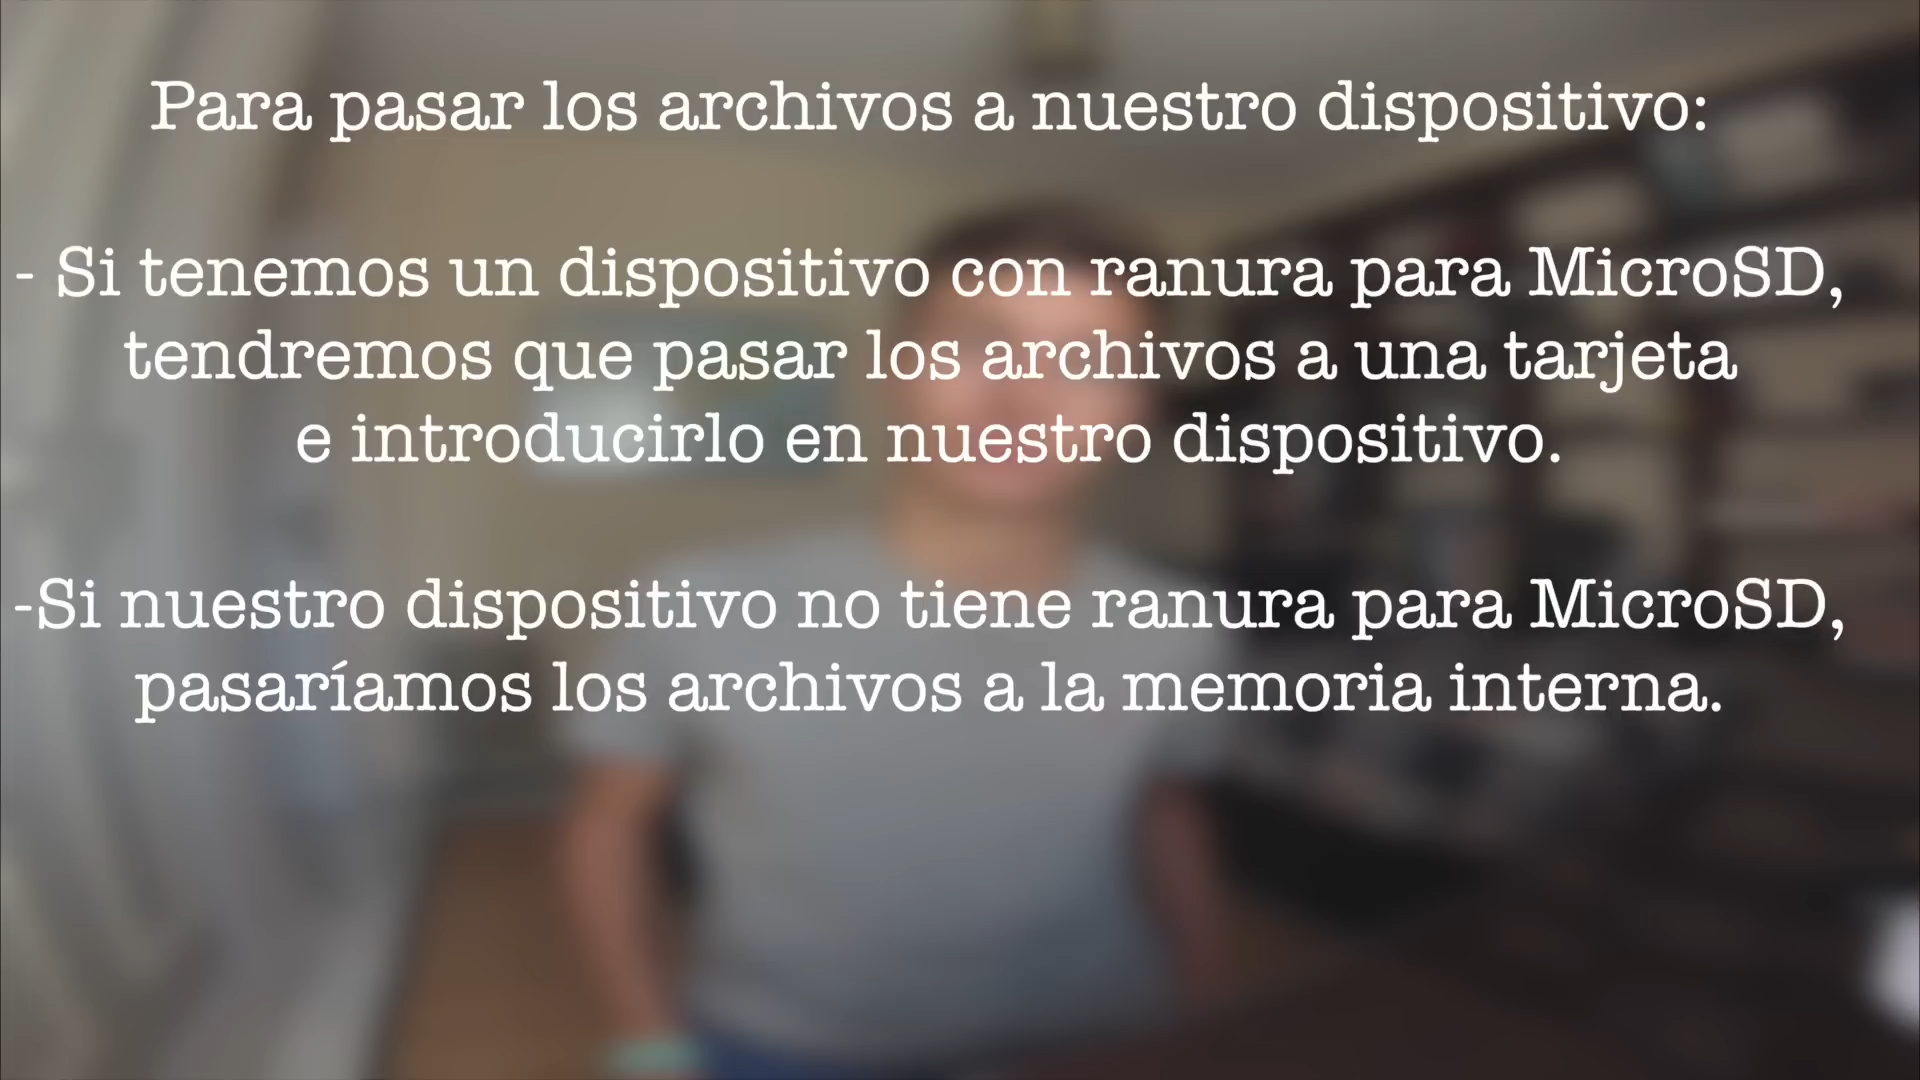 Para pasar los archivos a nuestro dispositivo:
- Si tenemos un dispositivo con ranura para MicroSD,
tendremos que pasar los archivos a una tarjeta
e introducirlo en nuestro dispositivo.
-Si nuestro dispositivo no tiene ranura para MicroSD,
pasaríamos los archivos a la memoria interna.